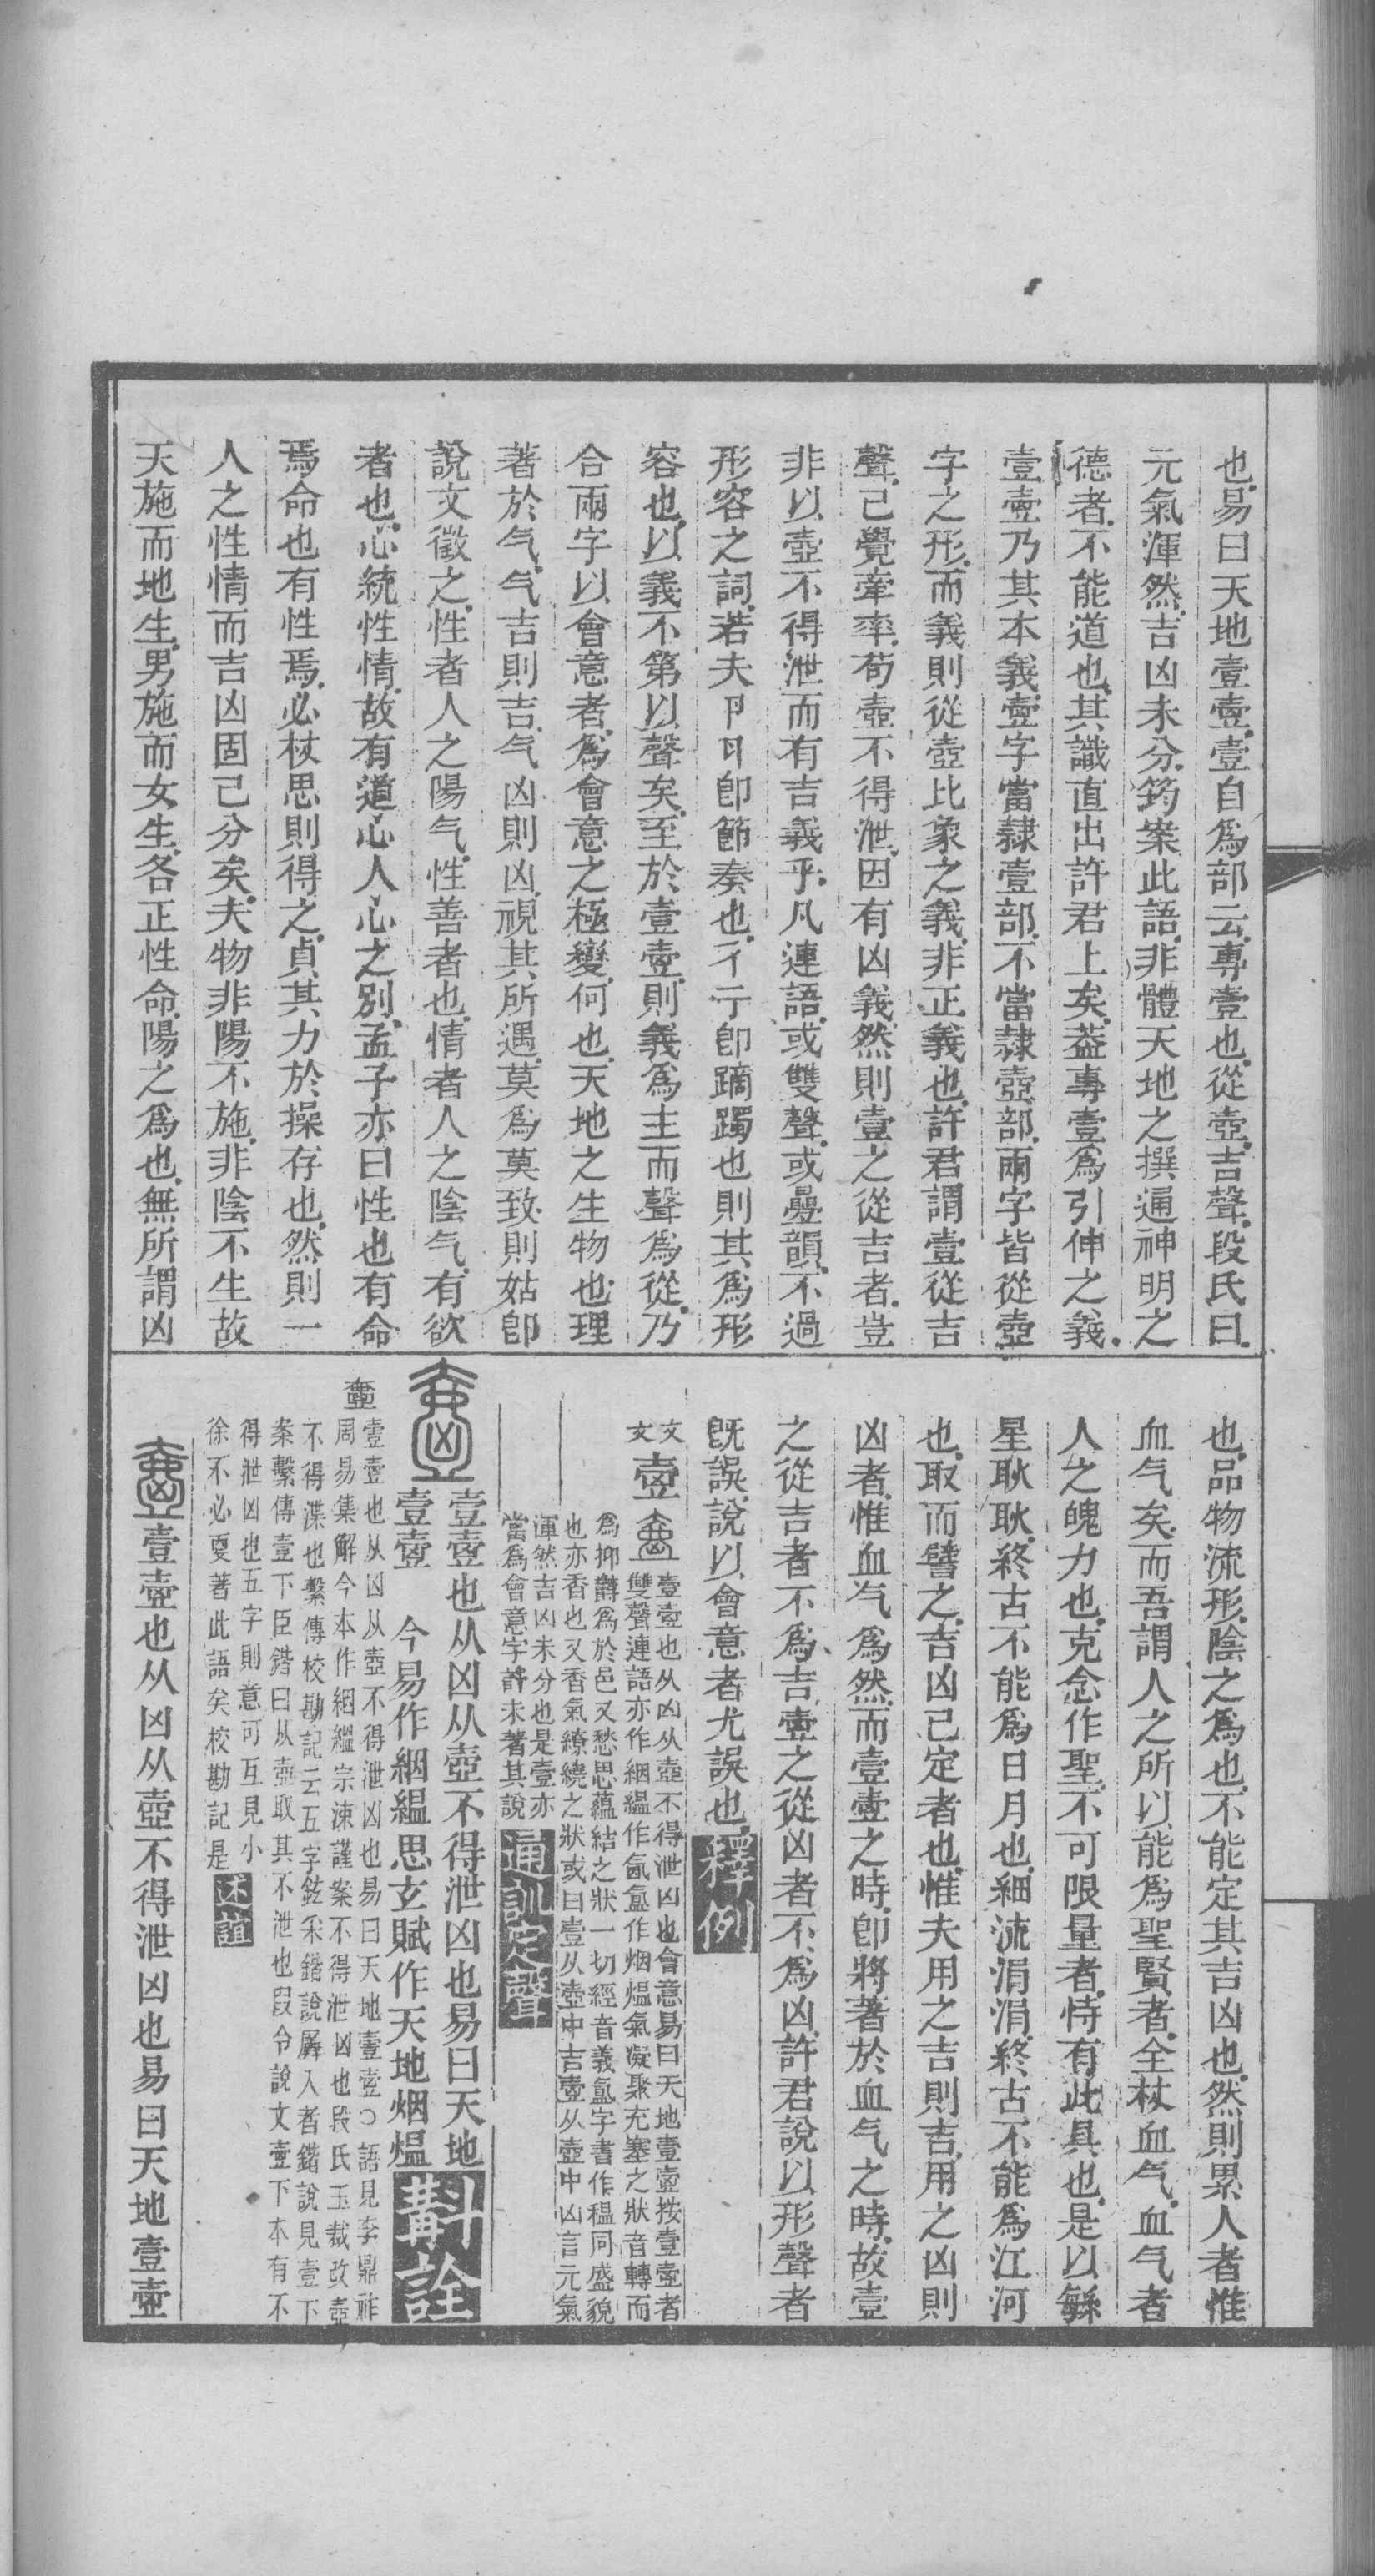 也易曰天地壹㚃壹自爲部云專壹也從壺吉聲段氏曰
元氣渾然吉凶未分筠案此語非體天地之撰通神明之
德者不能道也其識直出許君上矣葢專壹爲引伸之義
壹㚃乃其本義㚃字當隸壹部不當隸壺部兩字皆從壺
字之形而義則從壺比象之義非正義也許君謂壹從吉
聲已覺牽率苟壺不得泄因有凶義然則壹之從吉者豈
非以壺不得泄而有吉義乎凡連語或雙聲或疊韻不過
形容之詞若夫卪𠨎卽節奏也彳亍卽蹢躅也則其爲形
容也以義不第以聲矣至於壹㚃則義爲主而聲爲從乃
合兩字以會意者爲會意之極變何也天地之生物也理
著於气气吉則吉气凶則凶視其所遇莫爲莫致則姑卽
說文徵之性者人之陽气性善者也情者人之陰气有欲
者也心統性情故有道心人心之別孟子亦曰性也有命
焉命也有性焉必杖思則得之貞其力於操存也然則一
人之性情而吉凶固已分矣夫物非陽不施非陰不生故
天施而地生男施而女生各正性命陽之爲也無所謂凶
也品物流形陰之爲也不能定其吉凶也然則累人者惟
血气矣而吾謂人之所以能爲聖賢者全杖血气血气者
人之魄力也克念作聖不可限量者恃有此具也是以緐
星耿耿終古不能爲日月也細流涓涓終古不能爲江河
也取而譬之吉凶已定者也惟夫用之吉則吉用之凶則
凶者惟血气爲然而壹㚃之時卽將著於血气之時故壹
之從吉者不爲吉㚃之從凶者不爲凶許君說以形聲者
旣誤說以會意者尤誤也釋例
文文㚃㚃壹㚃也从凶从壺不得泄凶也會意易曰天地壹㚃按壹㚃者
雙聲連語亦作絪縕作氤氳作烟熅氣凝聚充塞之狀音轉而
爲抑鬱爲於邑又愁思蘊結之狀一切經音義氳字書作榅同盛貌
也亦香也又香氣繚繞之狀或曰壹从壺中吉㚃从壺中凶言元氣
渾然吉凶未分也是壹亦
當爲會意字許未著其說通訓定聲
㚃壹㚃也从凶从壺不得泄凶也易曰天地
壹㚃　今易作絪縕思玄賦作天地烟熅斠詮
㚃壹㚃也从凶从壺不得泄凶也易曰天地壹㚃〇語見李鼎祚
周易集解今本作絪縕宗涑謹案不得泄凶也段氏玉裁改壺
不得渫也繫傳校勘記云五字鉉采鍇說羼入者鍇說見壹下
案繫傳壹下臣鍇曰从壺取其不泄也叚令說文壹下本有不
得泄凶也五字則意可互見小
徐不必更著此語矣校勘記是述誼
㚃壹㚃也从凶从壺不得泄凶也易曰天地壹㚃